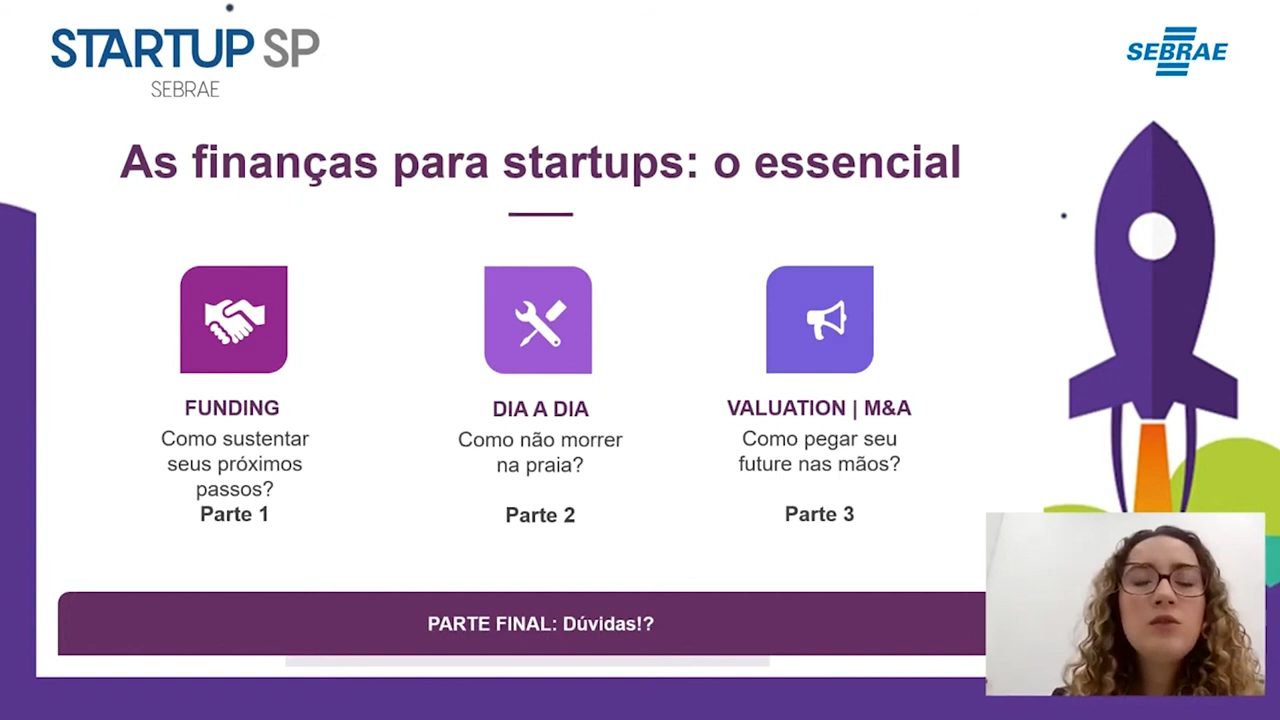 STARTUP SP
SEBRAE
SEBRAE
As finanças para startups: o essencial
FUNDING
Como sustentar
seus próximos
passos?
Parte 1
DIA A DIA
Como não morrer
na praia?
Parte 2
VALUATION | M&A
Como pegar seu
future nas mãos?
Parte 3
PARTE FINAL: Dúvidas!?